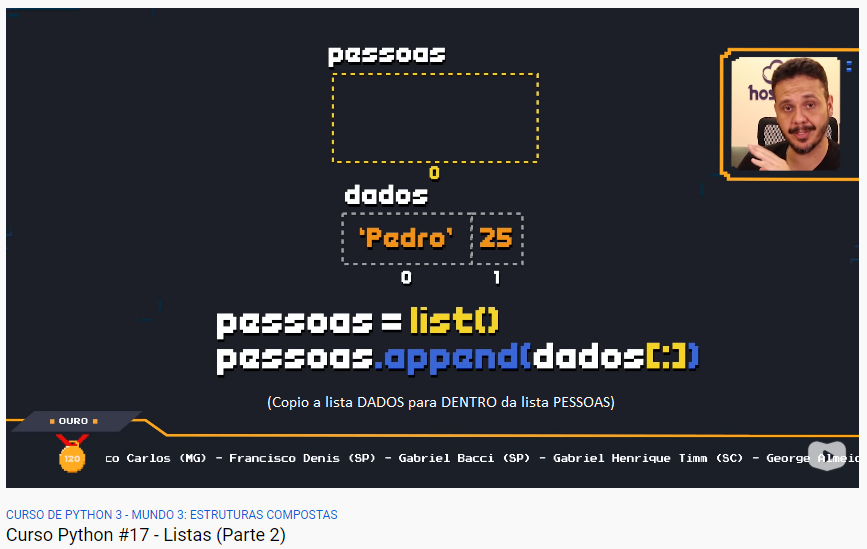 pessoas
hos
0
dados
'Pedro' 25
0 1
pessoas = list()
pessoas.append(dados[:])
(Copio a lista DADOS para DENTRO da lista PESSOAS)
OURO
120
co Carlos (MG) - Francisco Denis (SP) - Gabriel Bacci (SP) - Gabriel Henrique Timm (SC) - George Almeid
CURSO DE PYTHON 3 - MUNDO 3: ESTRUTURAS COMPOSTAS
Curso Python #17 - Listas (Parte 2)